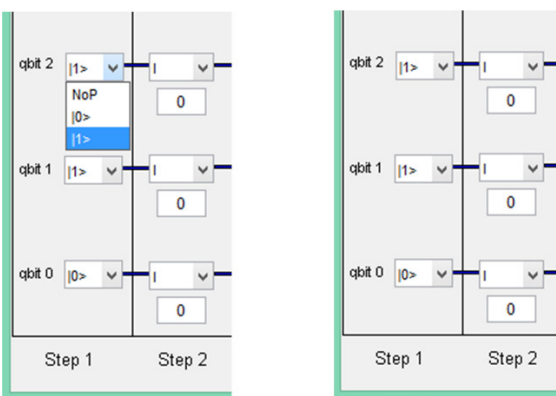 qbit 2 |1> I
NoP
|0>
|1>
0
qbit 1 |1> I
0
qbit 0 |0> I
0
Step 1 Step 2
qbit 2 |1> I
0
qbit 1 |1> I
0
qbit 0 |0> I
0
Step 1 Step 2